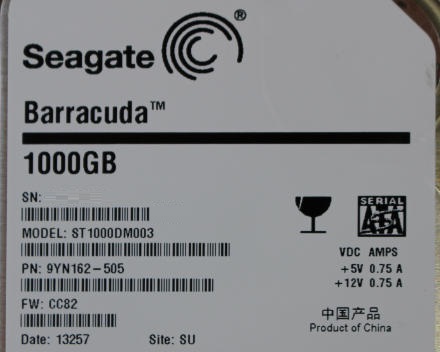 Seagate®
Barracuda™
1000GB
SN:
MODEL: ST1000DM003
PN: 9YN162-505
FW: CC82
Date: 13257 Site: SU
SERIAL
ATA
VDC AMPS
+5V 0.75 A
+12V 0.75 A
中国产品
Product of China